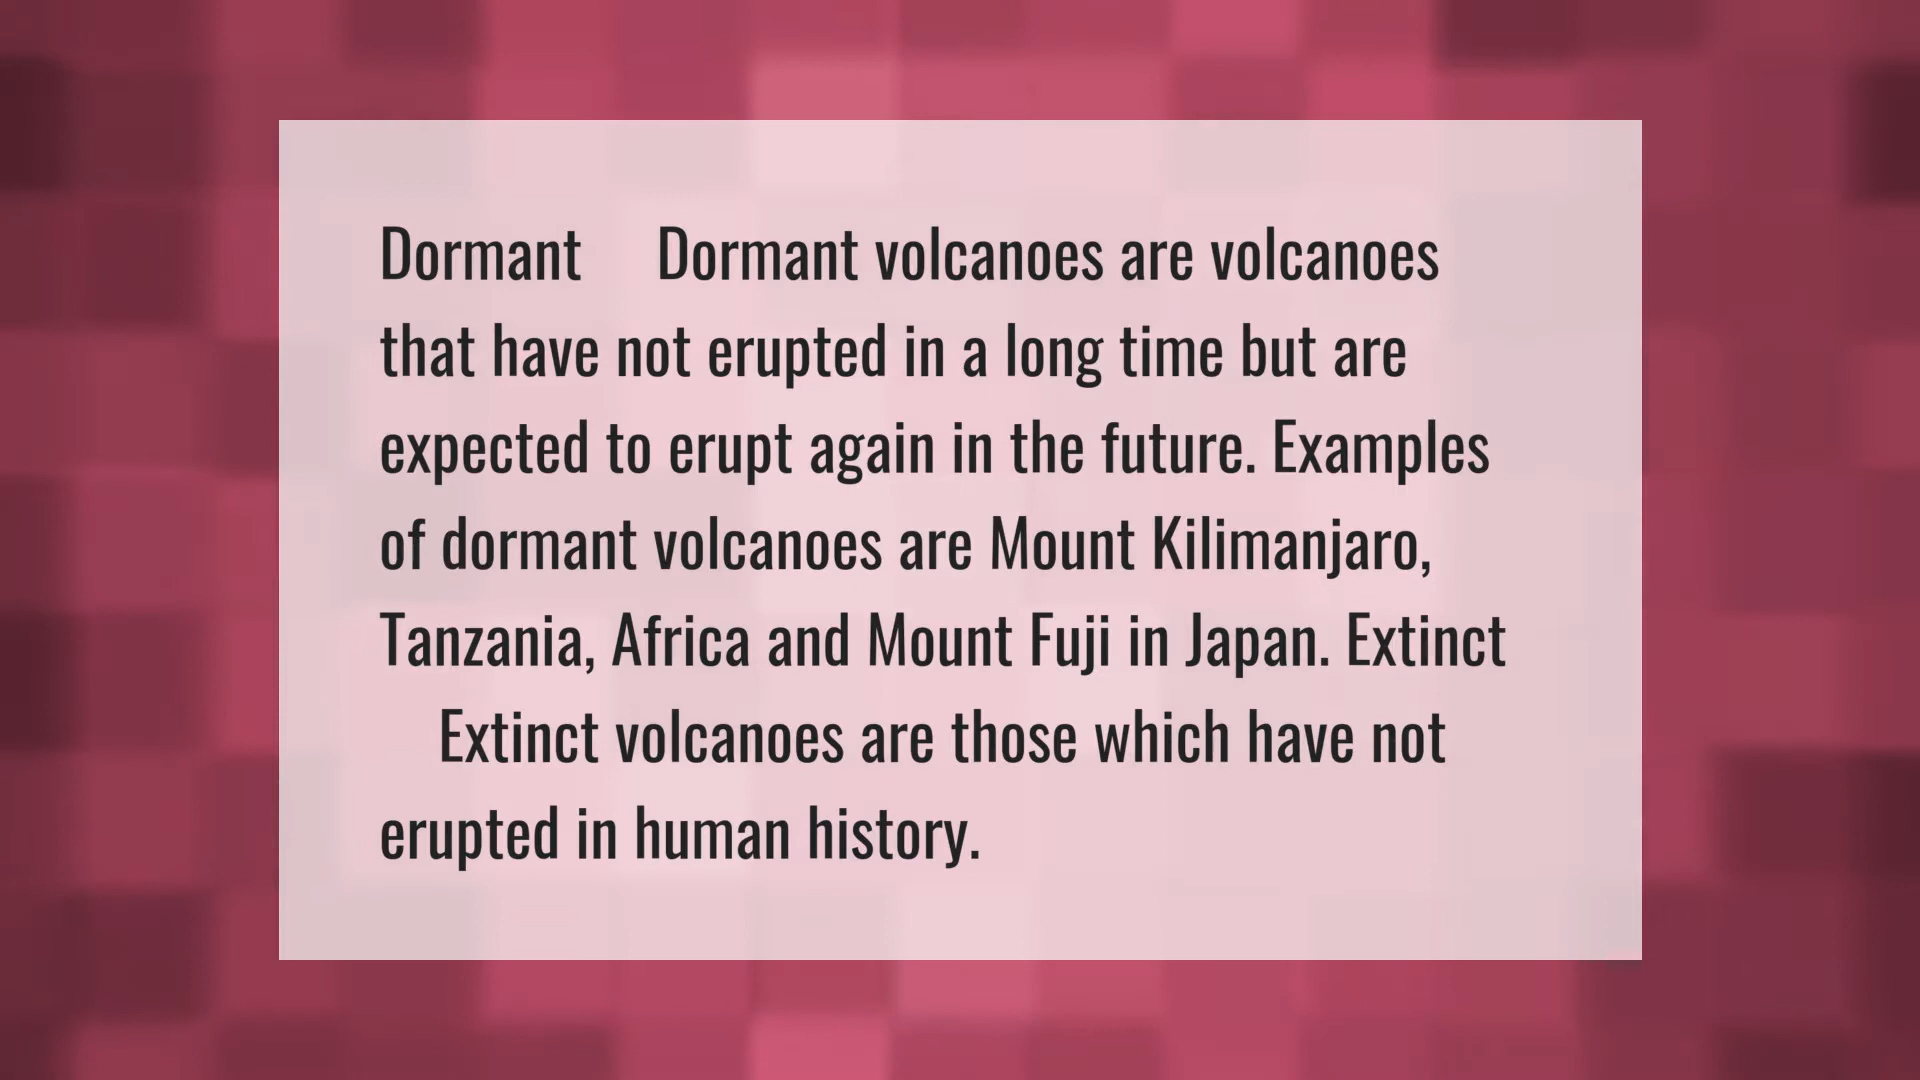 Dormant Dormant volcanoes are volcanoes
that have not erupted in a long time but are
expected to erupt again in the future. Examples
of dormant volcanoes are Mount Kilimanjaro,
Tanzania, Africa and Mount Fuji in Japan. Extinct
Extinct volcanoes are those which have not
erupted in human history.